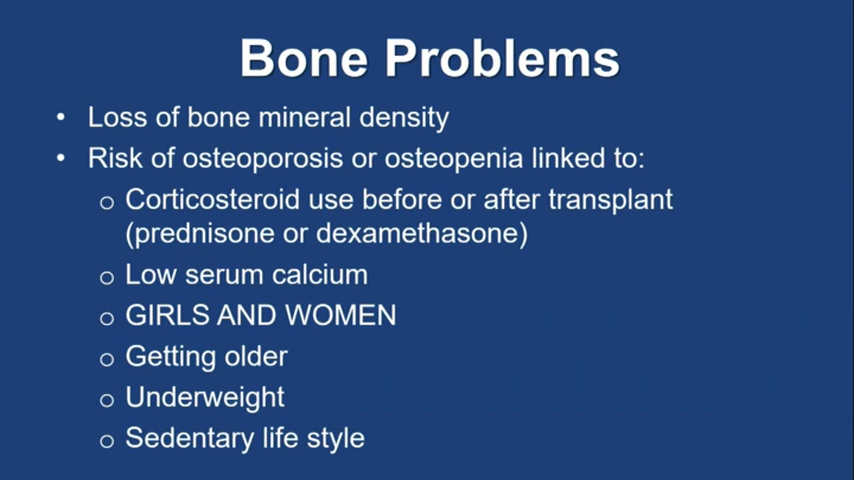 Bone Problems
• Loss of bone mineral density
• Risk of osteoporosis or osteopenia linked to:
o Corticosteroid use before or after transplant
(prednisone or dexamethasone)
o Low serum calcium
o GIRLS AND WOMEN
o Getting older
o Underweight
o Sedentary life style